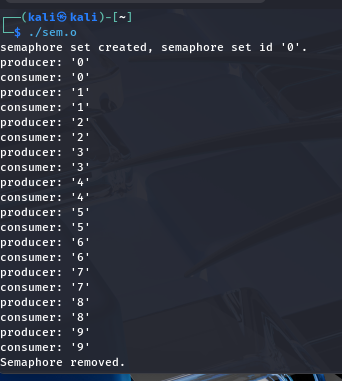 ┌──(kali㉿kali)-[~]
└─$ ./sem.o
semaphore set created, semaphore set id '0'.
producer: '0'
consumer: '0'
producer: '1'
consumer: '1'
producer: '2'
consumer: '2'
producer: '3'
consumer: '3'
producer: '4'
consumer: '4'
producer: '5'
consumer: '5'
producer: '6'
consumer: '6'
producer: '7'
consumer: '7'
producer: '8'
consumer: '8'
producer: '9'
consumer: '9'
Semaphore removed.